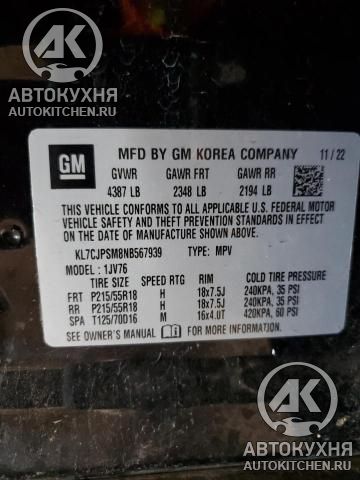 АК
АВТОКУХНЯ
AUTOKITCHEN.RU
GM
MFD BY GM KOREA COMPANY 11/22
GVWR GAWR FRT GAWR RR
4387 LB 2348 LB 2194 LB
THIS VEHICLE CONFORMS TO ALL APPLICABLE U.S. FEDERAL MOTOR
VEHICLE SAFETY AND THEFT PREVENTION STANDARDS IN
EFFECT ON THE DATE OF MANUFACTURE SHOWN ABOVE.
KL7CJPSM8NB567939 TYPE: MPV
MODEL: 1JV76
TIRE SIZE SPEED RTG RIM COLD TIRE PRESSURE
FRT P215/55R18 H 18x7.5J 240KPA, 35 PSI
RR P215/55R18 H 18x7.5J 240KPA, 35 PSI
SPA T125/70D16 M 16x4.0T 420KPA, 60 PSI
SEE OWNER'S MANUAL FOR MORE INFORMATION.
АК
АВТОКУХНЯ
AUTOKITCHEN.RU